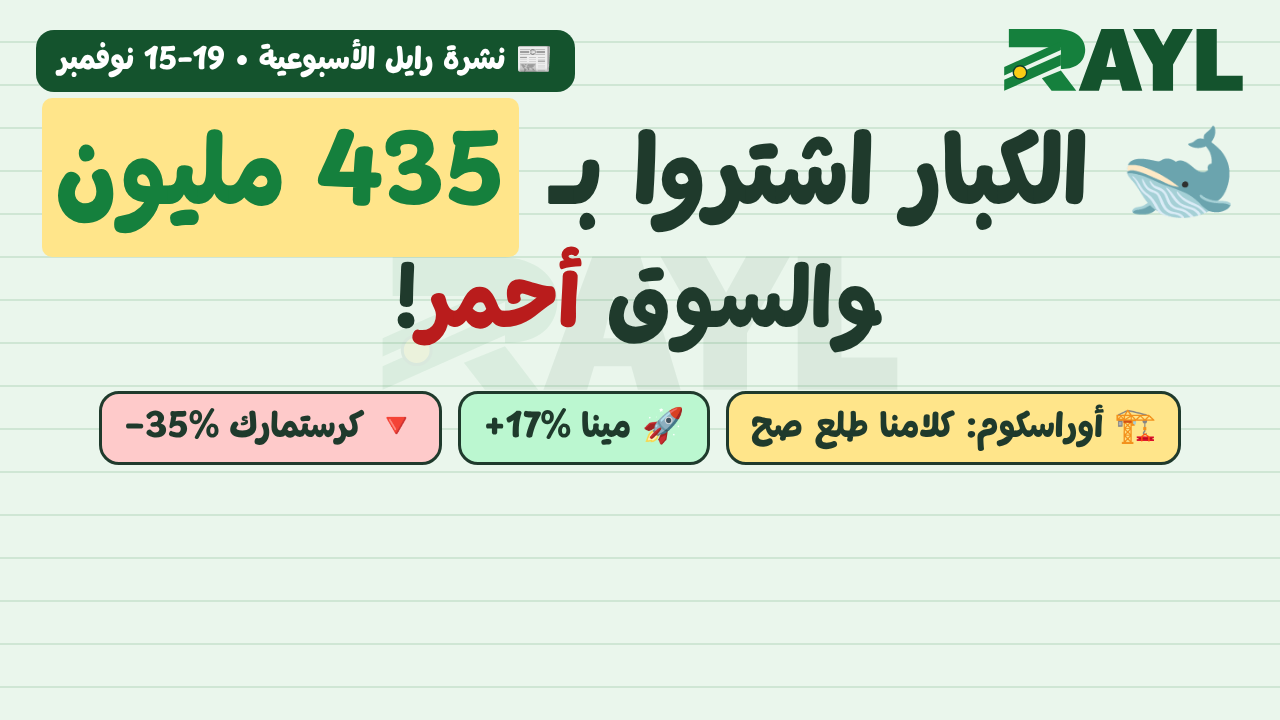 📰 نشرة رايل الأسبوعية • 15-19 نوفمبر
RAYL
🐋 الكبار اشتروا بـ 435 مليون
والسوق أحمر!
RAYL
🏗️ أوراسكوم: كلامنا طلع صح
🚀 مينا 17%+
🔻 كرستمارك 35%-